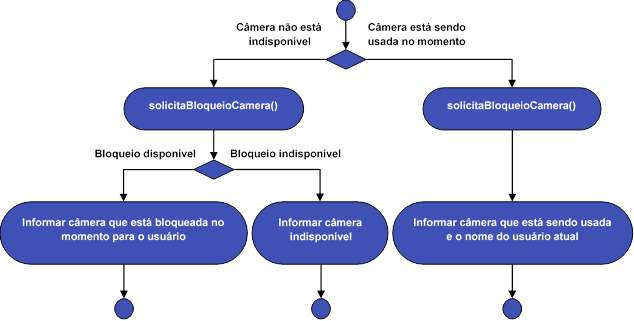 Câmera não está
indisponível
Câmera está sendo
usada no momento
solicitaBloqueioCamera()
solicitaBloqueioCamera()
Bloqueio disponível
Bloqueio indisponível
Informar câmera que está bloqueada no
momento para o usuário
Informar câmera
indisponível
Informar câmera que está sendo usada
e o nome do usuário atual